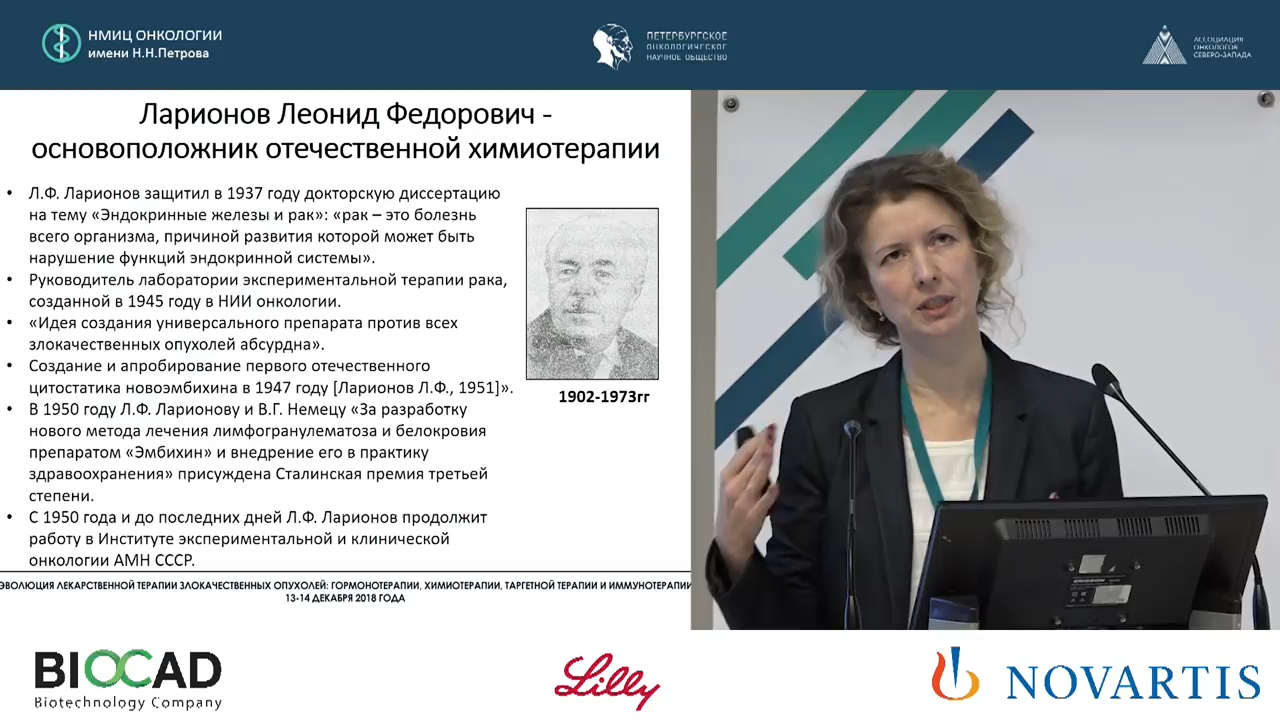 НМИЦ ОНКОЛОГИИ
имени Н.Н.Петрова
ПЕТЕРБУРГСКОЕ
ОНКОЛОГИЧЕСКОЕ
НАУЧНОЕ ОБЩЕСТВО
АССОЦИАЦИЯ
ОНКОЛОГОВ
СЕВЕРО-ЗАПАДА
Ларионов Леонид Федорович -
основоположник отечественной химиотерапии
• Л.Ф. Ларионов защитил в 1937 году докторскую диссертацию
на тему «Эндокринные железы и рак»: «рак – это болезнь
всего организма, причиной развития которой может быть
нарушение функций эндокринной системы».
• Руководитель лаборатории экспериментальной терапии рака,
созданной в 1945 году в НИИ онкологии.
• «Идея создания универсального препарата против всех
злокачественных опухолей абсурдна».
• Создание и апробирование первого отечественного
цитостатика новоэмбихина в 1947 году [Ларионов Л.Ф., 1951]».
• В 1950 году Л.Ф. Ларионову и В.Г. Немецу «За разработку
нового метода лечения лимфогранулематоза и белокровия
препаратом «Эмбихин» и внедрение его в практику
здравоохранения» присуждена Сталинская премия третьей
степени.
• С 1950 года и до последних дней Л.Ф. Ларионов продолжит
работу в Институте экспериментальной и клинической
онкологии АМН СССР.
1902-1973гг
ЭВОЛЮЦИЯ ЛЕКАРСТВЕННОЙ ТЕРАПИИ ЗЛОКАЧЕСТВЕННЫХ ОПУХОЛЕЙ: ГОРМОНОТЕРАПИИ, ХИМИОТЕРАПИИ, ТАРГЕТНОЙ ТЕРАПИИ И ИММУНОТЕРАПИИ
13-14 ДЕКАБРЯ 2018 ГОДА
BIOCAD
Biotechnology Company
Lilly
NOVARTIS